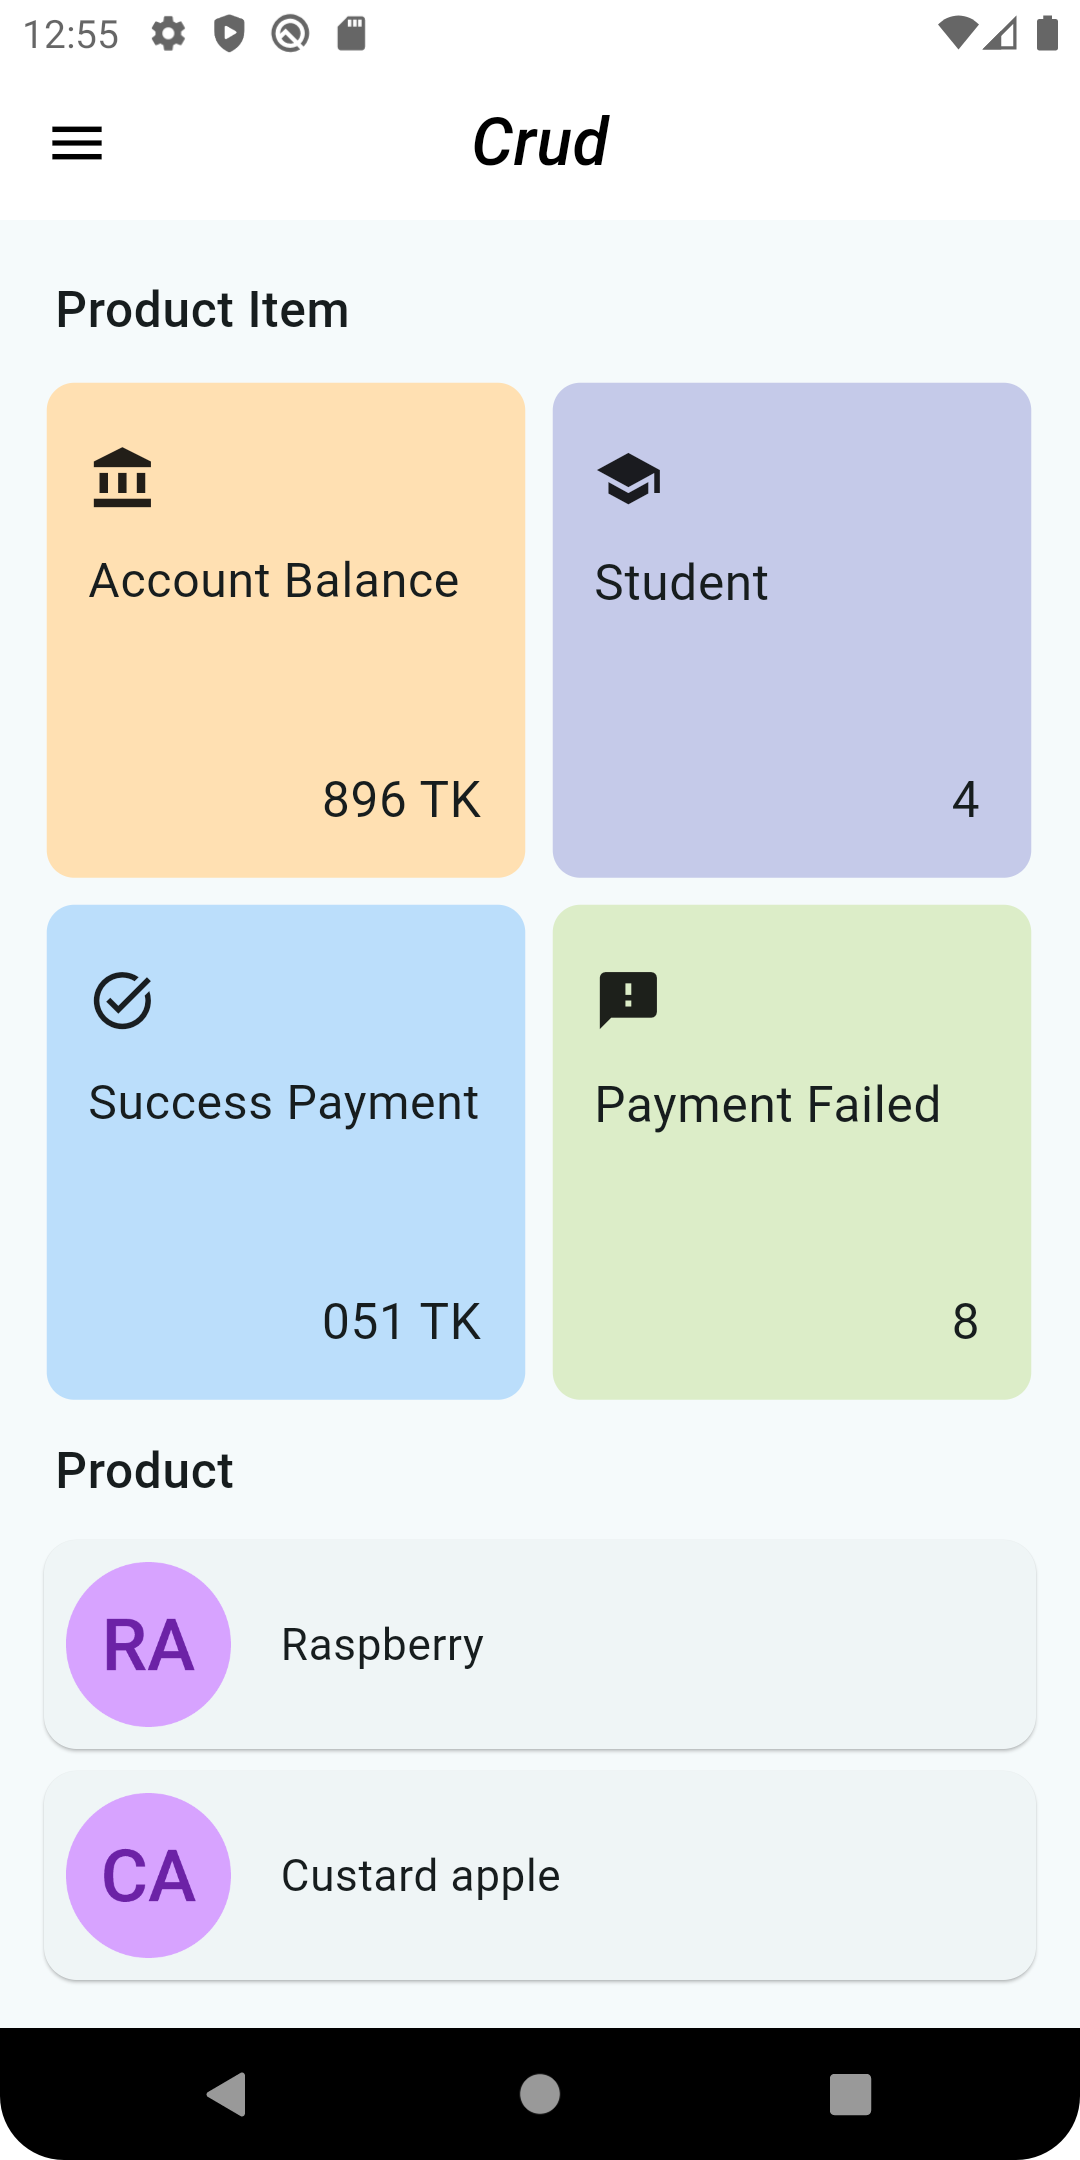 12:55
Crud
Product Item
Account Balance
896 TK
Student
4
Success Payment
051 TK
Payment Failed
8
Product
RA
Raspberry
CA
Custard apple